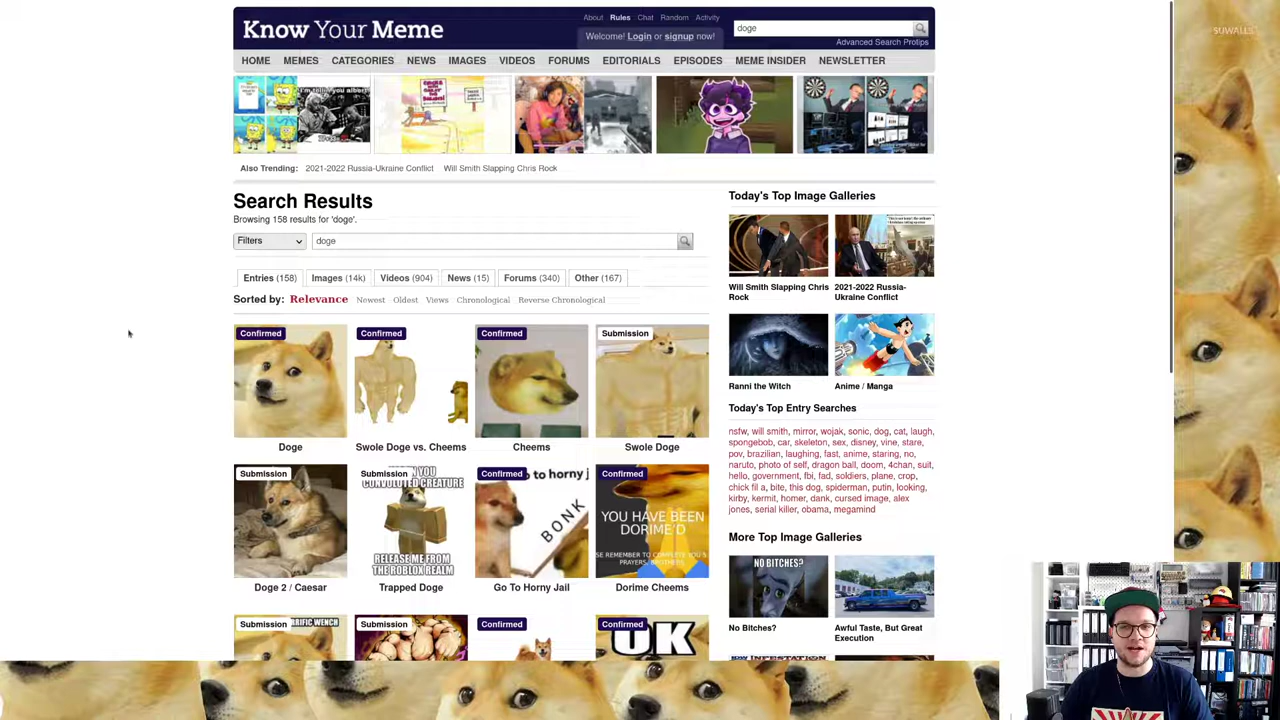 Know Your Meme
About Rules Chat Random Activity
Welcome! Login or signup now!
doge
Advanced Search Protips
SUWALLS
HOME MEMES CATEGORIES NEWS IMAGES VIDEOS FORUMS EDITORIALS EPISODES MEME INSIDER NEWSLETTER
Also Trending: 2021-2022 Russia-Ukraine Conflict Will Smith Slapping Chris Rock
Search Results
Browsing 158 results for 'doge'.
Filters doge
Entries (158) Images (14k) Videos (904) News (15) Forums (340) Other (167)
Sorted by: Relevance Newest Oldest Views Chronological Reverse Chronological
Confirmed Confirmed Confirmed Submission
Doge Swole Doge vs. Cheems Cheems Swole Doge
Submission Submission Confirmed Confirmed
CONVOLUTED CREATURE
RELEASE ME FROM
THE ROBLOX REALM
to horny j
BONK
YOU HAVE BEEN
DORIME'D
Doge 2 / Caesar Trapped Doge Go To Horny Jail Dorime Cheems
Submission Submission Confirmed Confirmed
Today's Top Image Galleries
Will Smith Slapping Chris
Rock
2021-2022 Russia-
Ukraine Conflict
Ranni the Witch Anime / Manga
Today's Top Entry Searches
nsfw, will smith, mirror, wojak, sonic, dog, cat, laugh,
spongebob, car, skeleton, sex, disney, vine, stare,
pov, brazilian, laughing, fast, anime, staring, no,
naruto, photo of self, dragon ball, doom, 4chan, suit,
hello, government, fbi, fad, soldiers, plane, crop,
chick fil a, bite, this dog, spiderman, putin, looking,
kirby, kermit, homer, dank, cursed image, alex
jones, serial killer, obama, megamind
More Top Image Galleries
NO BITCHES?
No Bitches?
Awful Taste, But Great
Execution